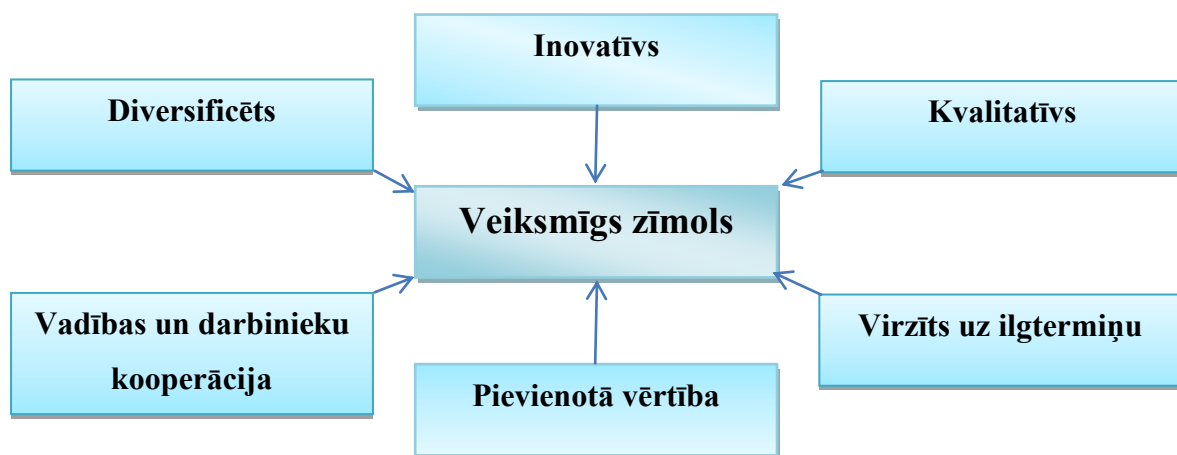 Inovatīvs
Diversificēts
Kvalitatīvs
Veiksmīgs zīmols
Vadības un darbinieku
kooperācija
Virzīts uz ilgtermiņu
Pievienotā vērtība